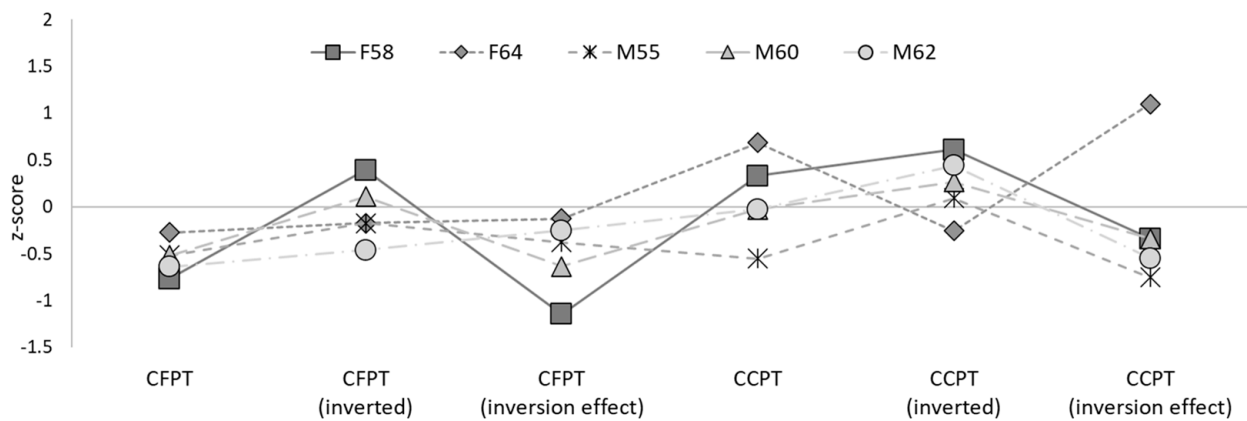 2
1.5
1
0.5
0
-0.5
-1
-1.5
z-score
F58 F64 M55 M60 M62
CFPT CFPT CFPT CCPT CCPT CCPT
(inverted) (inversion effect) (inverted) (inversion effect)